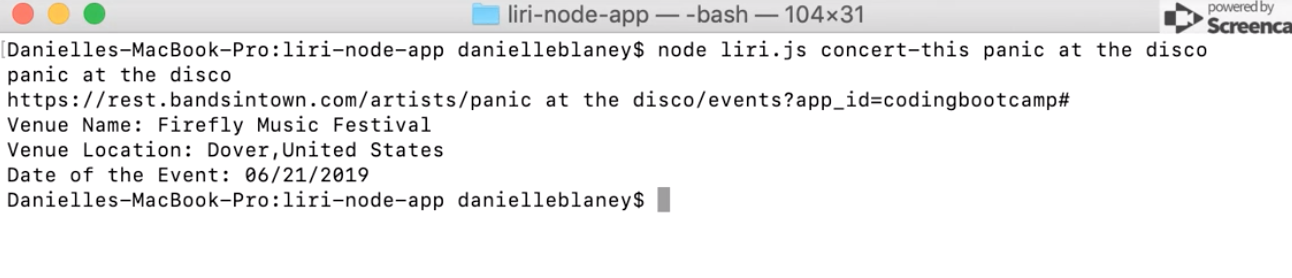 liri-node-app — -bash — 104×31
powered by
Screenca
[Danielles-MacBook-Pro:liri-node-app danielleblaney$ node liri.js concert-this panic at the disco
panic at the disco
https://rest.bandsintown.com/artists/panic at the disco/events?app_id=codingbootcamp#
Venue Name: Firefly Music Festival
Venue Location: Dover,United States
Date of the Event: 06/21/2019
Danielles-MacBook-Pro:liri-node-app danielleblaney$